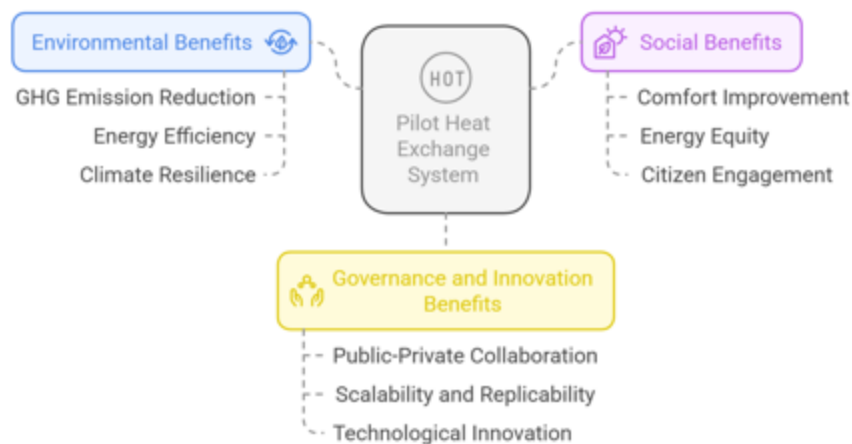 Environmental Benefits
GHG Emission Reduction
Energy Efficiency
Climate Resilience
HOT
Pilot Heat
Exchange
System
Social Benefits
Comfort Improvement
Energy Equity
Citizen Engagement
Governance and Innovation
Benefits
Public-Private Collaboration
Scalability and Replicability
Technological Innovation